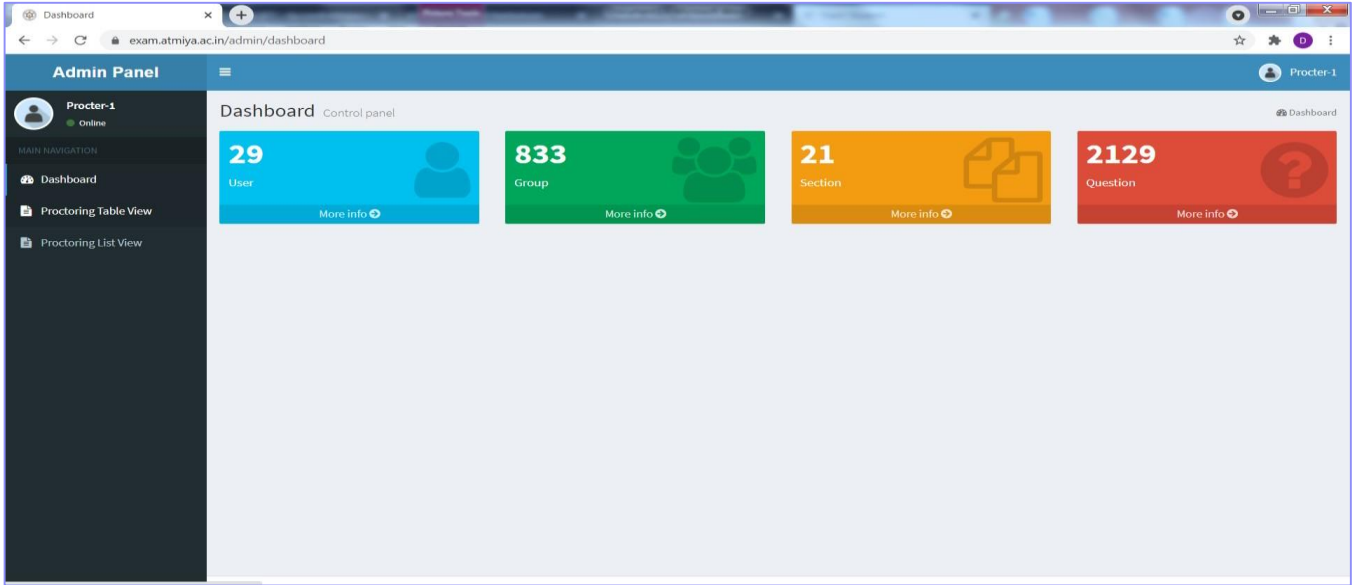 Dashboard
exam.atmiya.ac.in/admin/dashboard
D
Admin Panel
Procter-1
Procter-1
Online
Dashboard Control panel
Dashboard
MAIN NAVIGATION
Dashboard
Proctoring Table View
Proctoring List View
29
User
More info
833
Group
More info
21
Section
More info
2129
Question
More info